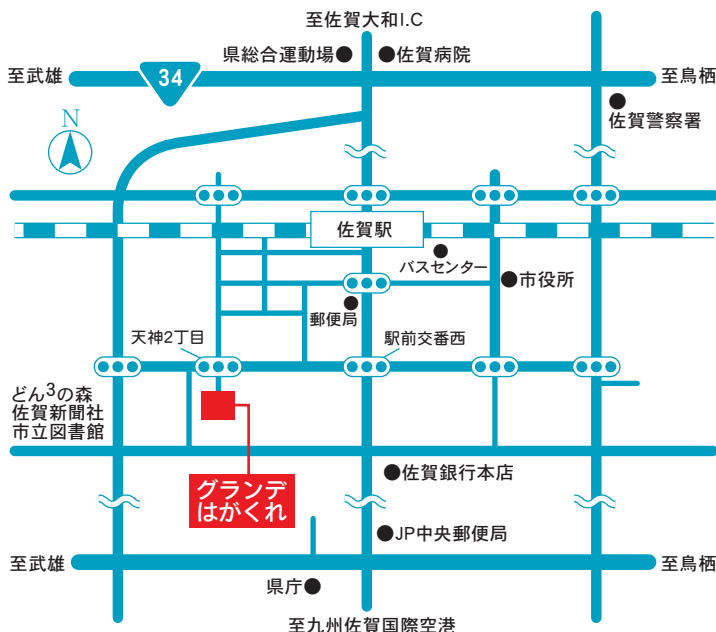 至佐賀大和I.C
県総合運動場
佐賀病院
至武雄
34
至鳥栖
佐賀警察署
N
佐賀駅
バスセンター
市役所
郵便局
天神2丁目
駅前交番西
どん3の森
佐賀新聞社
市立図書館
グランデ
はがくれ
佐賀銀行本店
JP中央郵便局
至武雄
至鳥栖
県庁
至九州佐賀国際空港